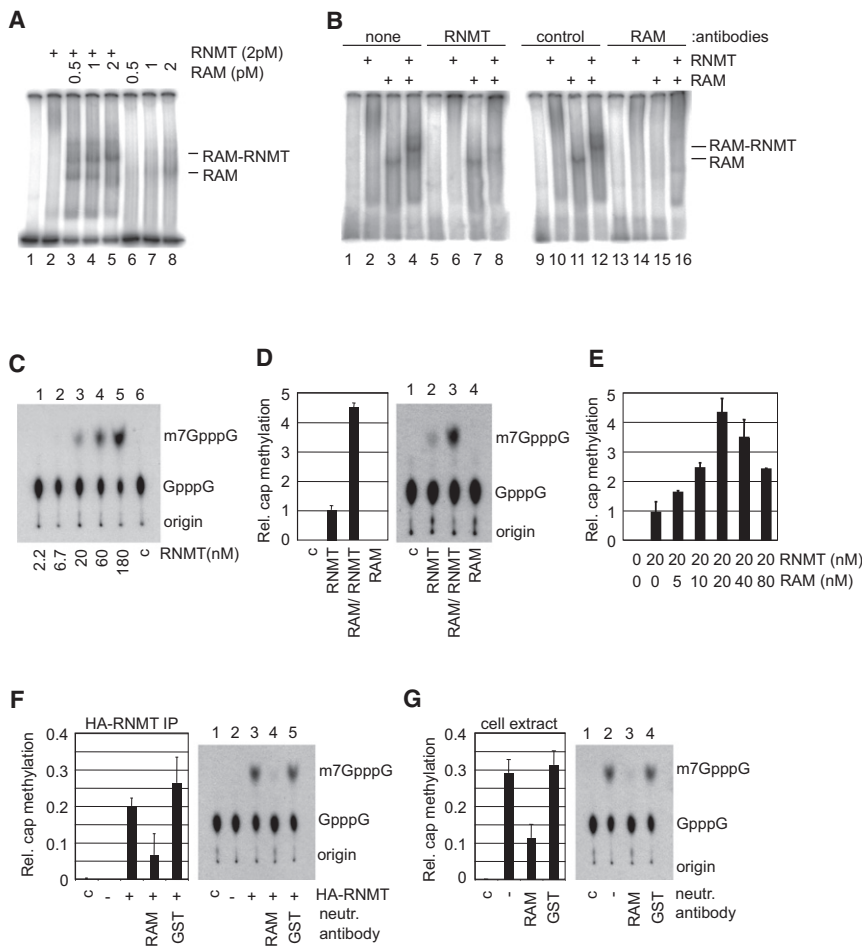 A
+ + + + RNMT (2pM)
0.5 1 2 0.5 1 2 RAM (pM)
RAM-RNMT
RAM
1 2 3 4 5 6 7 8
B
none RNMT control RAM :antibodies
+ + + + + + + + RNMT
+ + + + + + + + RAM
RAM-RNMT
RAM
1 2 3 4 5 6 7 8 9 10 11 12 13 14 15 16
C
1 2 3 4 5 6
m7GpppG
GpppG
origin
2.2 6.7 20 60 180 c RNMT(nM)
D
Rel. cap methylation
5
4
3
2
1
0
c RNMT RAM/ RNMT RAM
1 2 3 4
m7GpppG
GpppG
origin
c RNMT RAM/ RNMT RAM
E
Rel. cap methylation
5
4
3
2
1
0
0 20 20 20 20 20 20 RNMT (nM)
0 0 5 10 20 40 80 RAM (nM)
F
HA-RNMT IP
Rel. cap methylation
0.4
0.3
0.2
0.1
0
c - + + +
RAM GST
1 2 3 4 5
m7GpppG
GpppG
origin
c - + + + HA-RNMT
RAM GST neutr.
antibody
G
cell extract
Rel. cap methylation
0.4
0.3
0.2
0.1
0
c - RAM GST
1 2 3 4
m7GpppG
GpppG
origin
c - RAM GST neutr.
antibody